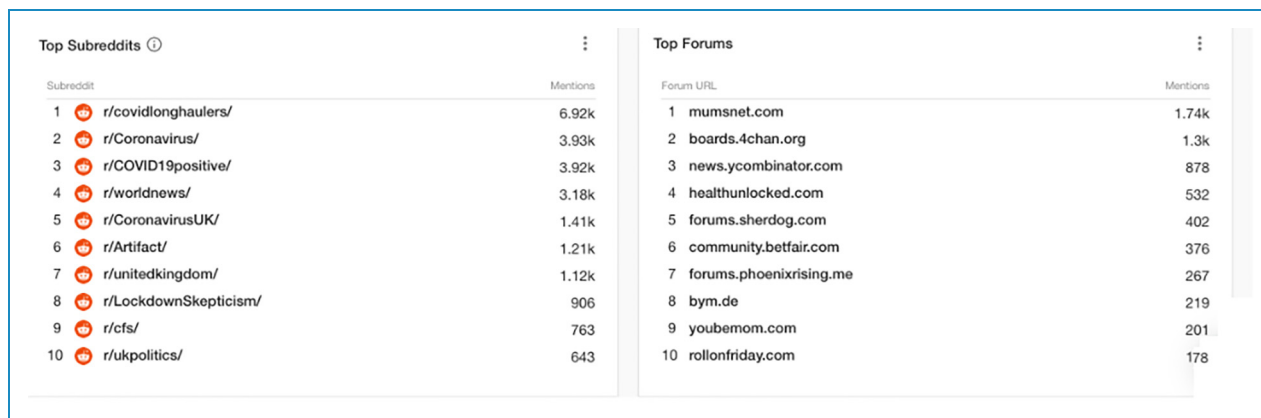 Top Subreddits
Subreddit Mentions
1 r/covidlonghaulers/ 6.92k
2 r/Coronavirus/ 3.93k
3 r/COVID19positive/ 3.92k
4 r/worldnews/ 3.18k
5 r/CoronavirusUK/ 1.41k
6 r/Artifact/ 1.21k
7 r/unitedkingdom/ 1.12k
8 r/LockdownSkepticism/ 906
9 r/cfs/ 763
10 r/ukpolitics/ 643
Top Forums
Forum URL Mentions
1 mumsnet.com 1.74k
2 boards.4chan.org 1.3k
3 news.ycombinator.com 878
4 healthunlocked.com 532
5 forums.sherdog.com 402
6 community.betfair.com 376
7 forums.phoenixrising.me 267
8 bym.de 219
9 youbemom.com 201
10 rollonfriday.com 178